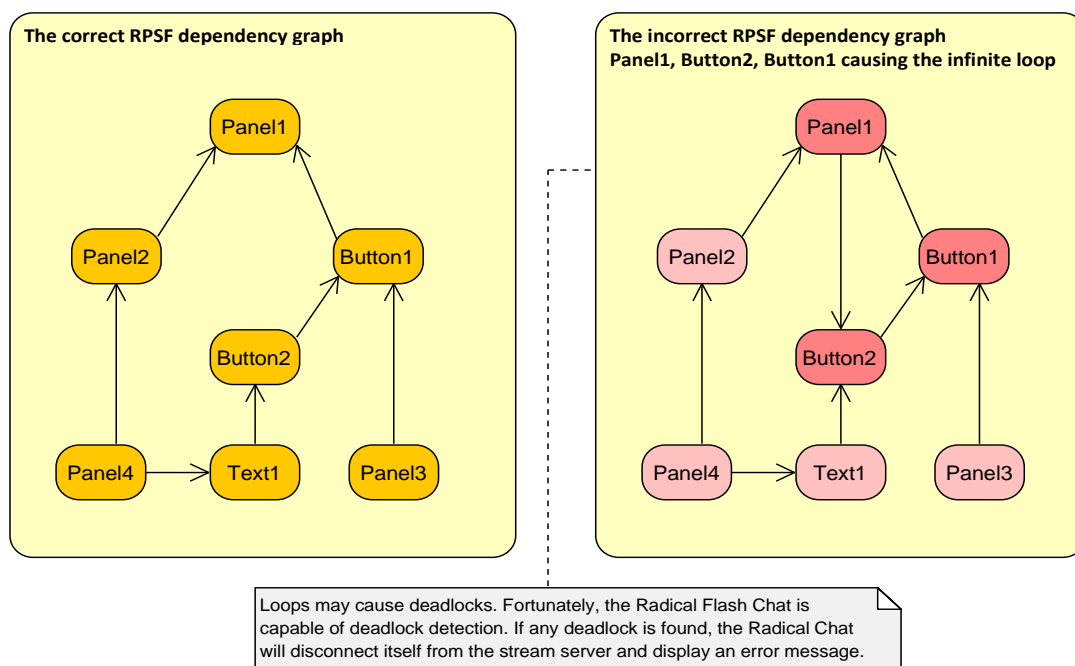 The correct RPSF dependency graph
Panel1
Panel2
Button1
Button2
Panel4
Text1
Panel3
The incorrect RPSF dependency graph
Panel1, Button2, Button1 causing the infinite loop
Panel1
Panel2
Button1
Button2
Panel4
Text1
Panel3
Loops may cause deadlocks. Fortunately, the Radical Flash Chat is
capable of deadlock detection. If any deadlock is found, the Radical Chat
will disconnect itself from the stream server and display an error message.